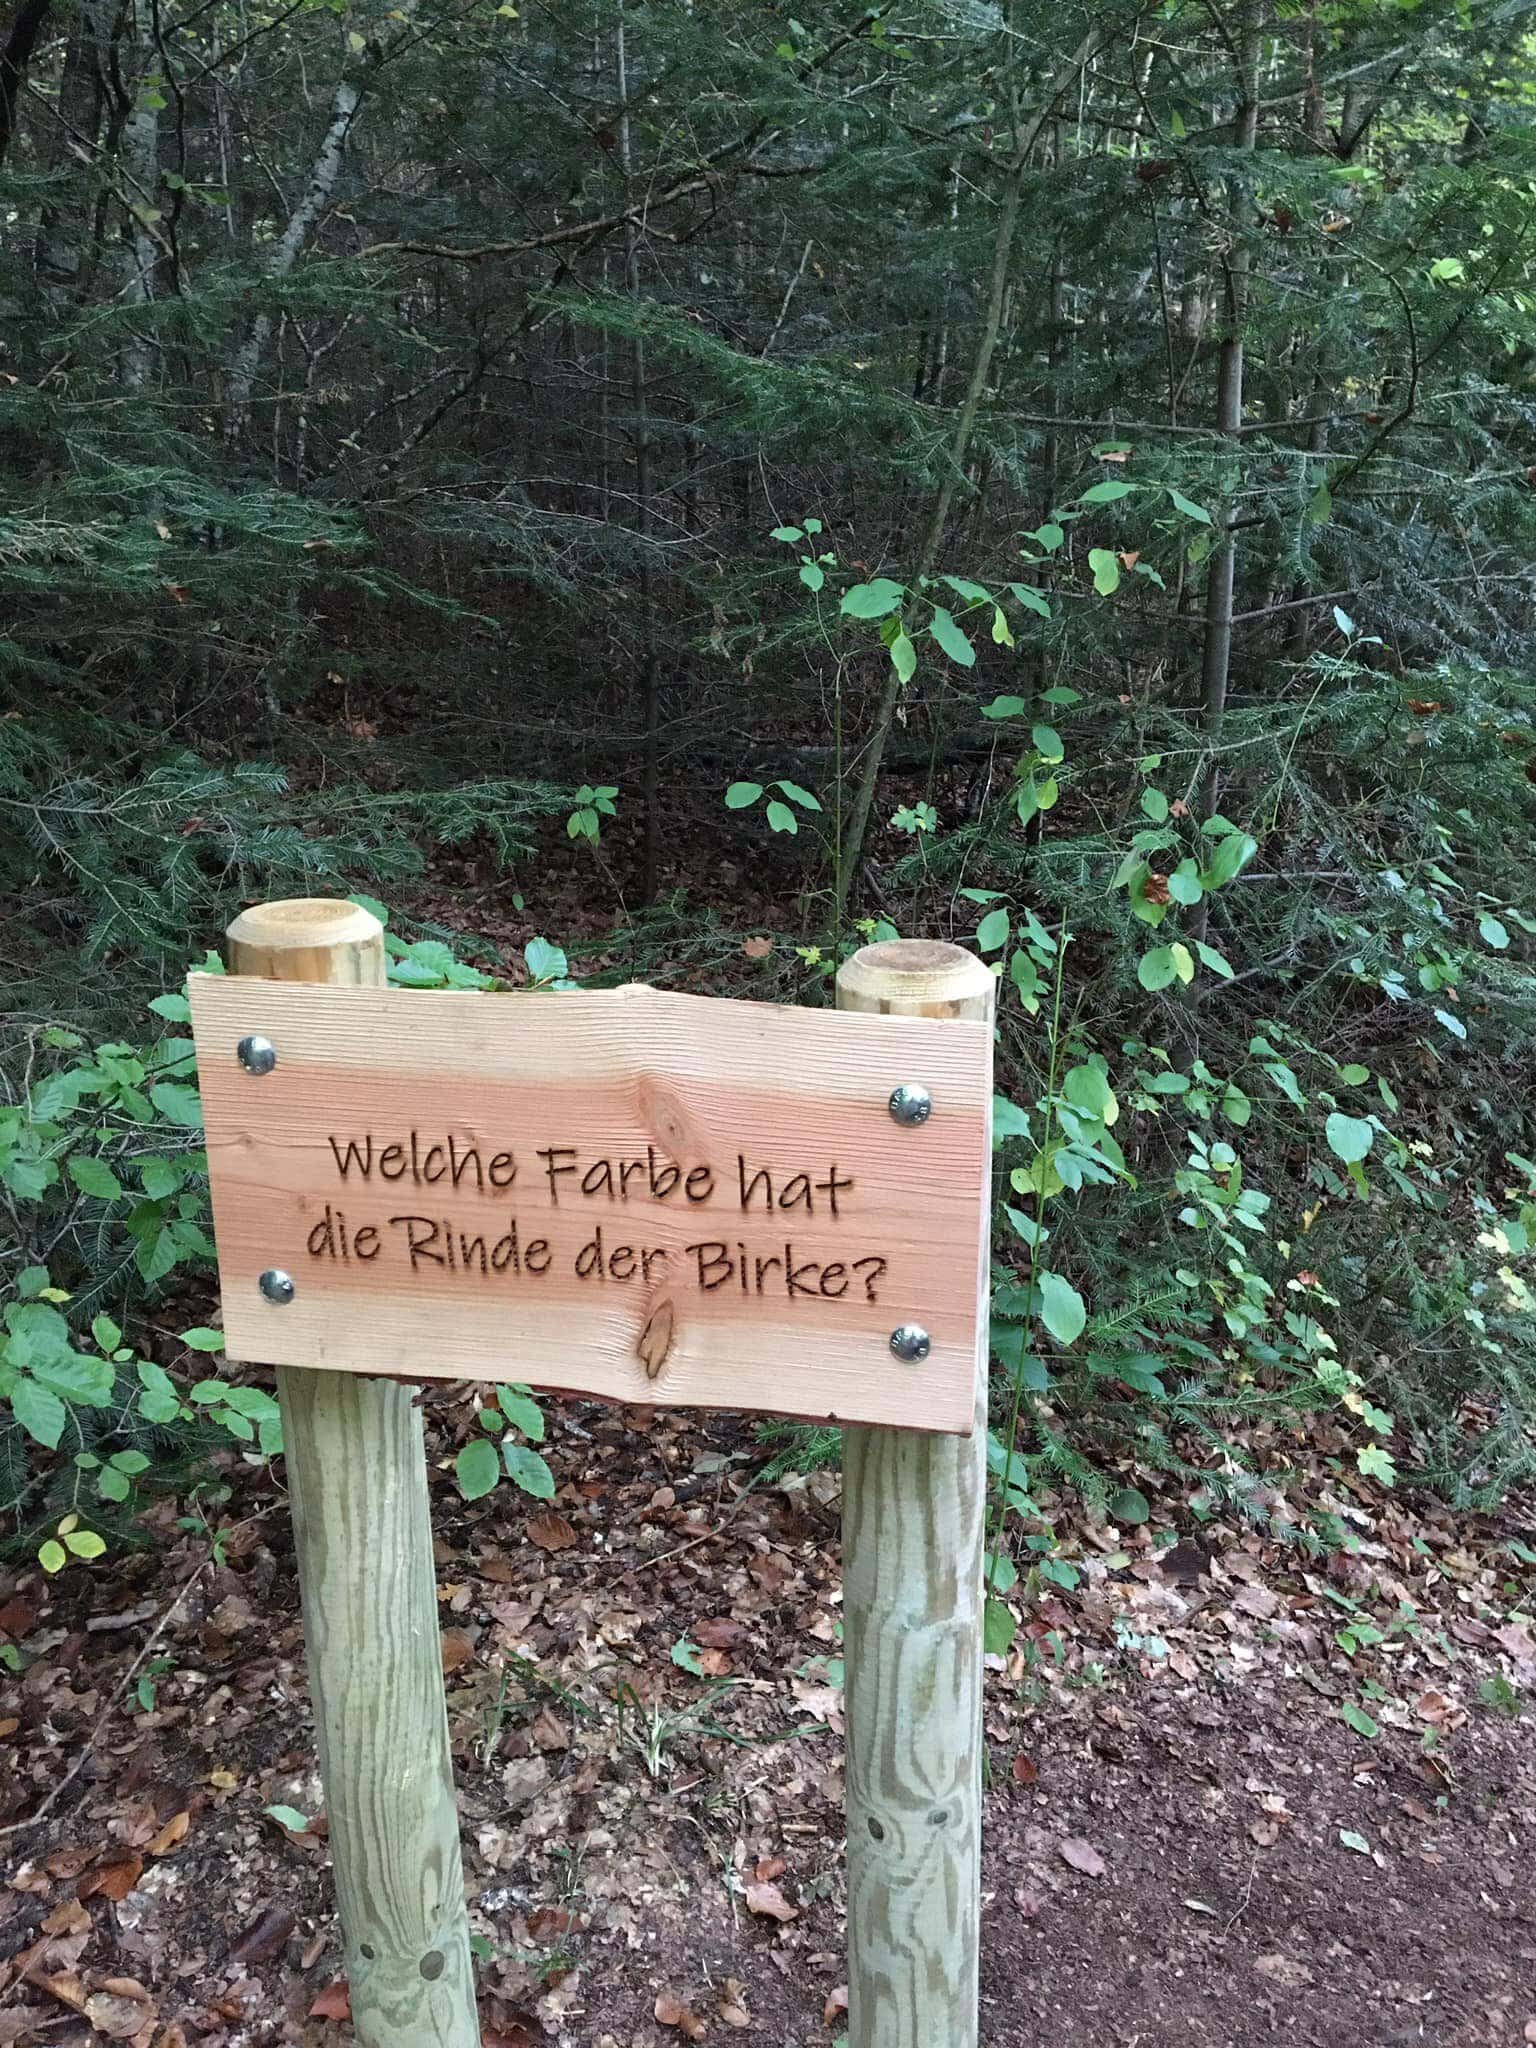 Welche Farbe hat
die Rinde der Birke?